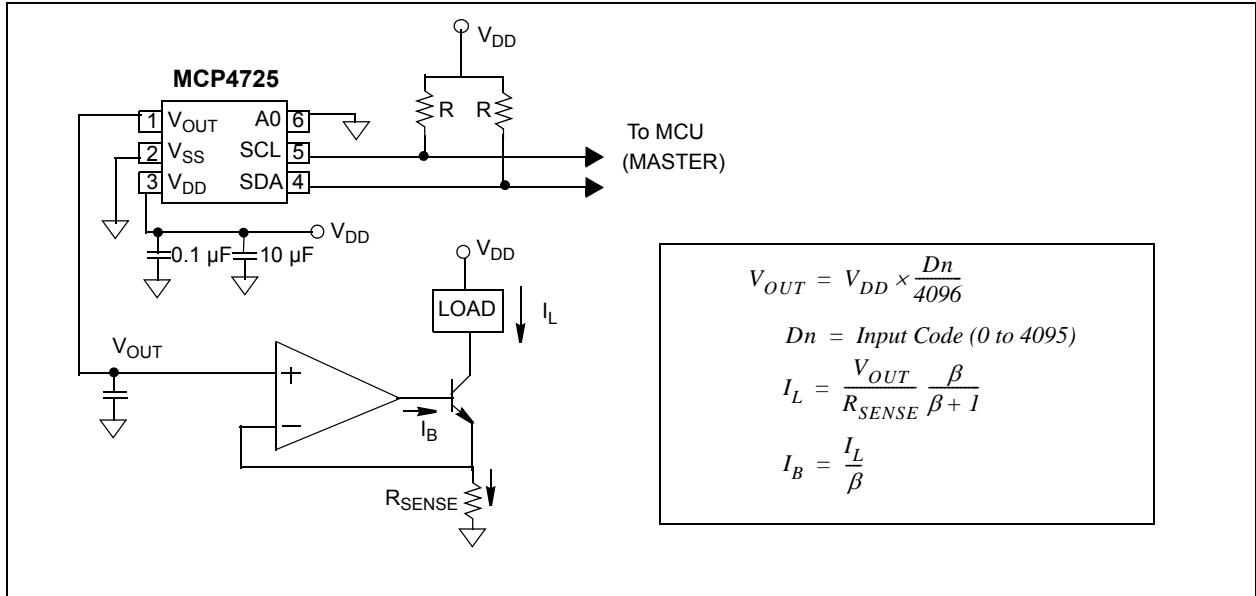 V_DD
MCP4725
R R
1 V_OUT A0 6
2 V_SS SCL 5
3 V_DD SDA 4
To MCU
(MASTER)
V_DD
0.1 µF 10 µF
V_DD
LOAD
I_L
V_OUT
+
−
I_B
R_SENSE
V_OUT = V_DD × Dn/4096
Dn = Input Code (0 to 4095)
I_L = V_OUT/R_SENSE β/β + 1
I_B = I_L/β